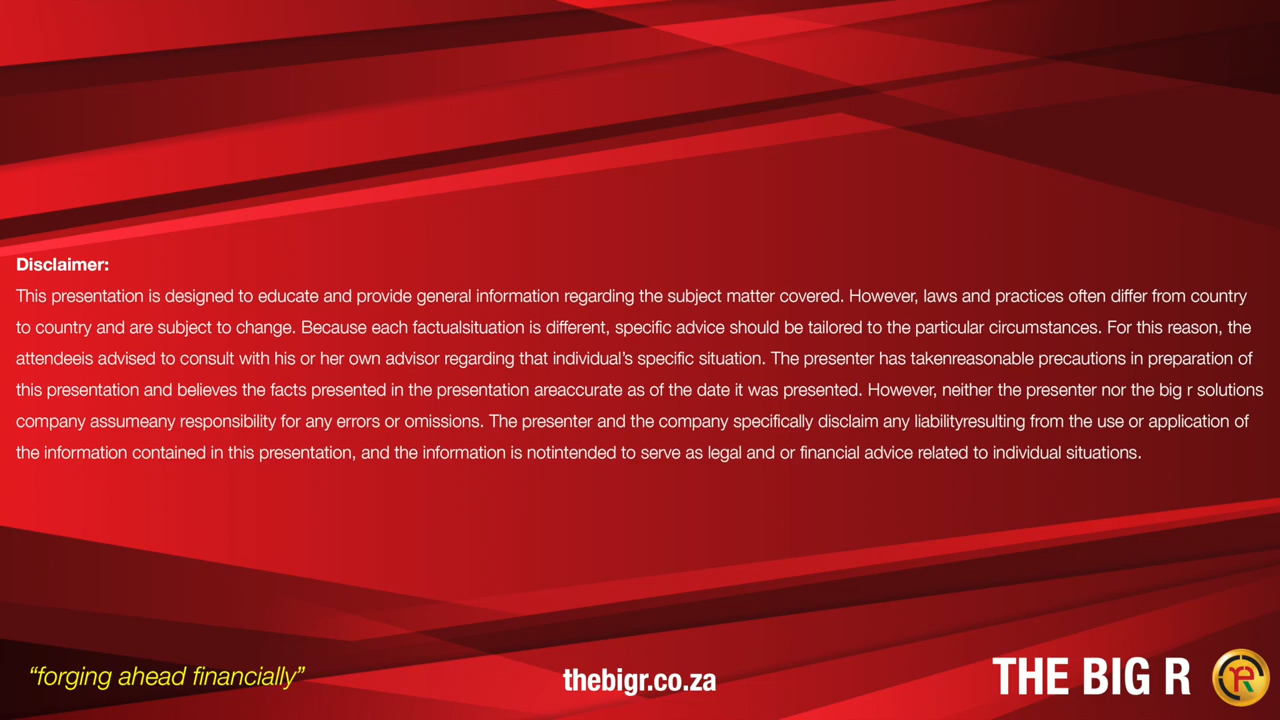 Disclaimer:
This presentation is designed to educate and provide general information regarding the subject matter covered. However, laws and practices often differ from country
to country and are subject to change. Because each factualsituation is different, specific advice should be tailored to the particular circumstances. For this reason, the
attendeeis advised to consult with his or her own advisor regarding that individual's specific situation. The presenter has takenreasonable precautions in preparation of
this presentation and believes the facts presented in the presentation areaccurate as of the date it was presented. However, neither the presenter nor the big r solutions
company assumeany responsibility for any errors or omissions. The presenter and the company specifically disclaim any liabilityresulting from the use or application of
the information contained in this presentation, and the information is notintended to serve as legal and or financial advice related to individual situations.
“forging ahead financially”
thebigr.co.za
THE BIG R